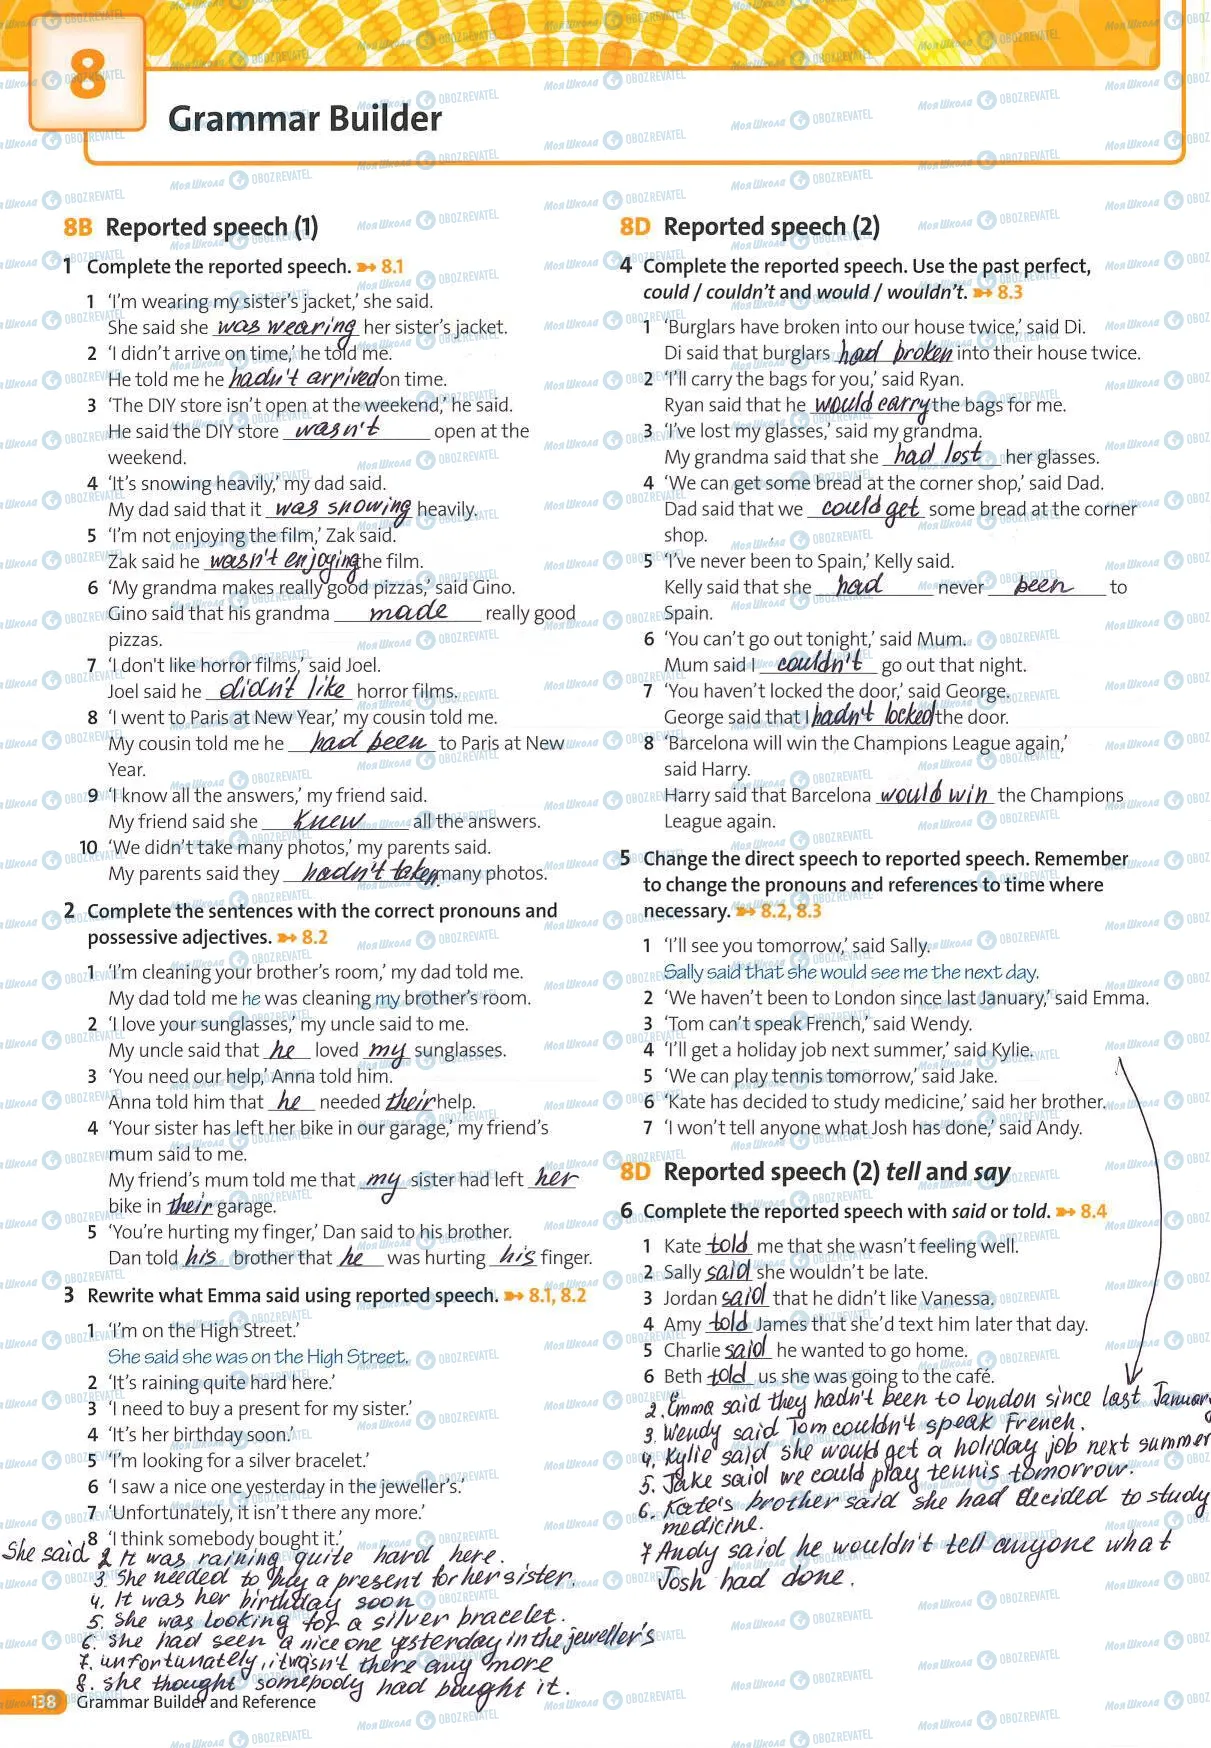 8
Grammar Builder
8B Reported speech (1)
1 Complete the reported speech. ➽ 8.1
1 ‘I’m wearing my sister’s jacket,’ she said.
She said she was wearing her sister’s jacket.
2 ‘I didn’t arrive on time,’ he told me.
He told me he hadn't arrived on time.
3 ‘The DIY store isn’t open at the weekend,’ he said.
He said the DIY store wasn't open at the
weekend.
4 ‘It’s snowing heavily,’ my dad said.
My dad said that it was snowing heavily.
5 ‘I’m not enjoying the film,’ Zak said.
Zak said he wasn't enjoying the film.
6 ‘My grandma makes really good pizzas,’ said Gino.
Gino said that his grandma made really good
pizzas.
7 ‘I don't like horror films,’ said Joel.
Joel said he didn't like horror films.
8 ‘I went to Paris at New Year,’ my cousin told me.
My cousin told me he had been to Paris at New
Year.
9 ‘I know all the answers,’ my friend said.
My friend said she knew all the answers.
10 ‘We didn’t take many photos,’ my parents said.
My parents said they hadn't taken many photos.
2 Complete the sentences with the correct pronouns and
possessive adjectives. ➽ 8.2
1 ‘I’m cleaning your brother’s room,’ my dad told me.
My dad told me he was cleaning my brother’s room.
2 ‘I love your sunglasses,’ my uncle said to me.
My uncle said that he loved my sunglasses.
3 ‘You need our help,’ Anna told him.
Anna told him that he needed their help.
4 ‘Your sister has left her bike in our garage,’ my friend’s
mum said to me.
My friend’s mum told me that my sister had left her
bike in their garage.
5 ‘You’re hurting my finger,’ Dan said to his brother.
Dan told his brother that he was hurting his finger.
3 Rewrite what Emma said using reported speech. ➽ 8.1, 8.2
1 ‘I’m on the High Street.’
She said she was on the High Street.
2 ‘It’s raining quite hard here.’
3 ‘I need to buy a present for my sister.’
4 ‘It’s her birthday soon.’
5 ‘I’m looking for a silver bracelet.’
6 ‘I saw a nice one yesterday in the jeweller’s.’
7 ‘Unfortunately, it isn’t there any more.’
8 ‘I think somebody bought it.’
She said 2 It was raining quite hard here.
3. She needed to buy a present for her sister.
4. It was her birthday soon
5. she was looking for a silver bracelet.
6. she had seen a nice one yesterday in the jeweller's
7. unfortunately, it wasn't there any more
8. she thought somebody had bought it.
138 Grammar Builder and Reference
8D Reported speech (2)
4 Complete the reported speech. Use the past perfect,
could / couldn’t and would / wouldn’t. ➽ 8.3
1 ‘Burglars have broken into our house twice,’ said Di.
Di said that burglars had broken into their house twice.
2 ‘I’ll carry the bags for you,’ said Ryan.
Ryan said that he would carry the bags for me.
3 ‘I’ve lost my glasses,’ said my grandma.
My grandma said that she had lost her glasses.
4 ‘We can get some bread at the corner shop,’ said Dad.
Dad said that we could get some bread at the corner
shop.
5 ‘I’ve never been to Spain,’ Kelly said.
Kelly said that she had never been to
Spain.
6 ‘You can’t go out tonight,’ said Mum.
Mum said I couldn't go out that night.
7 ‘You haven’t locked the door,’ said George.
George said that I hadn't locked the door.
8 ‘Barcelona will win the Champions League again,’
said Harry.
Harry said that Barcelona would win the Champions
League again.
5 Change the direct speech to reported speech. Remember
to change the pronouns and references to time where
necessary. ➽ 8.2, 8.3
1 ‘I’ll see you tomorrow,’ said Sally.
Sally said that she would see me the next day.
2 ‘We haven’t been to London since last January,’ said Emma.
3 ‘Tom can’t speak French,’ said Wendy.
4 ‘I’ll get a holiday job next summer,’ said Kylie.
5 ‘We can play tennis tomorrow,’ said Jake.
6 ‘Kate has decided to study medicine,’ said her brother.
7 ‘I won’t tell anyone what Josh has done,’ said Andy.
8D Reported speech (2) tell and say
6 Complete the reported speech with said or told. ➽ 8.4
1 Kate told me that she wasn’t feeling well.
2 Sally said she wouldn’t be late.
3 Jordan said that he didn’t like Vanessa.
4 Amy told James that she’d text him later that day.
5 Charlie said he wanted to go home.
6 Beth told us she was going to the café.
2. Emma said they hadn't been to London since last January
3. Wendy said Tom couldn't speak French.
4. Kylie said she would get a holiday job next summer
5. Jake said we could play tennis tomorrow.
6. Kate's brother said she had decided to study
medicine.
7 Andy said he wouldn't tell anyone what
Josh had done.